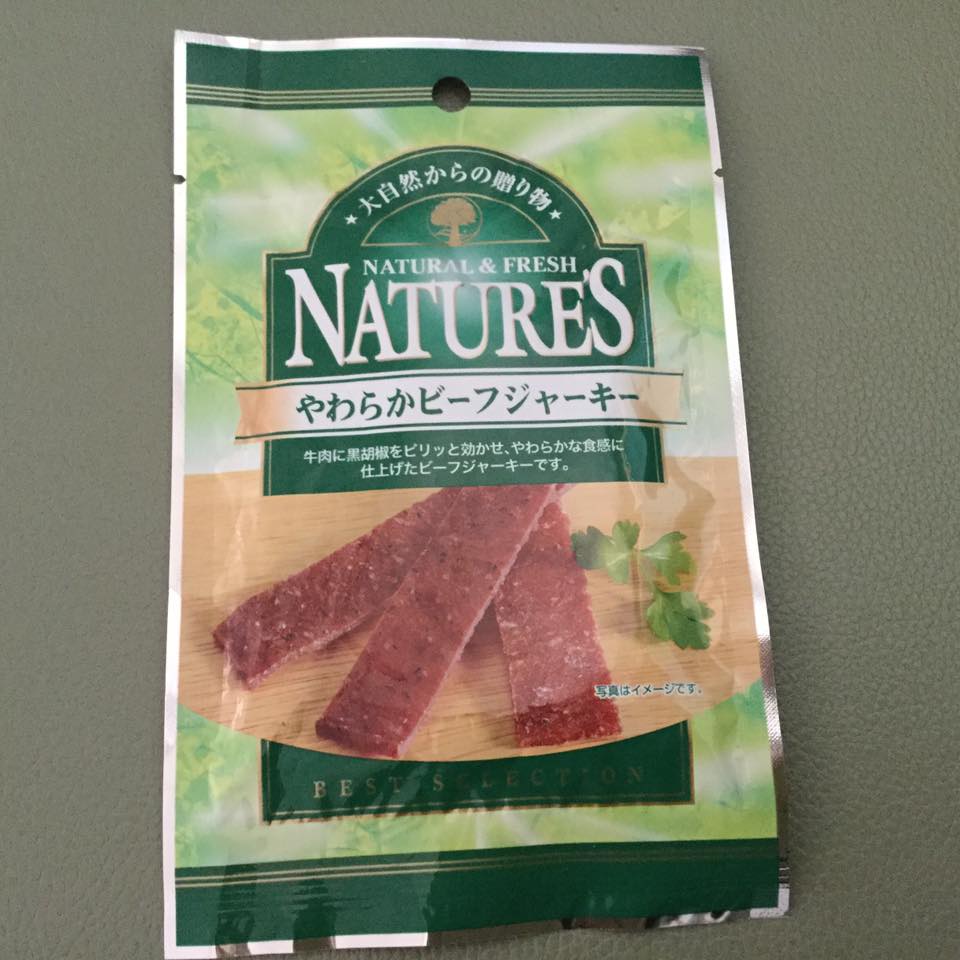 ★大自然からの贈り物★
NATURAL & FRESH
NATURE'S
やわらかビーフジャーキー
牛肉に黒胡椒をピリッと効かせ、やわらかな食感に
仕上げたビーフジャーキーです。
写真はイメージです。
BEST SELECTION